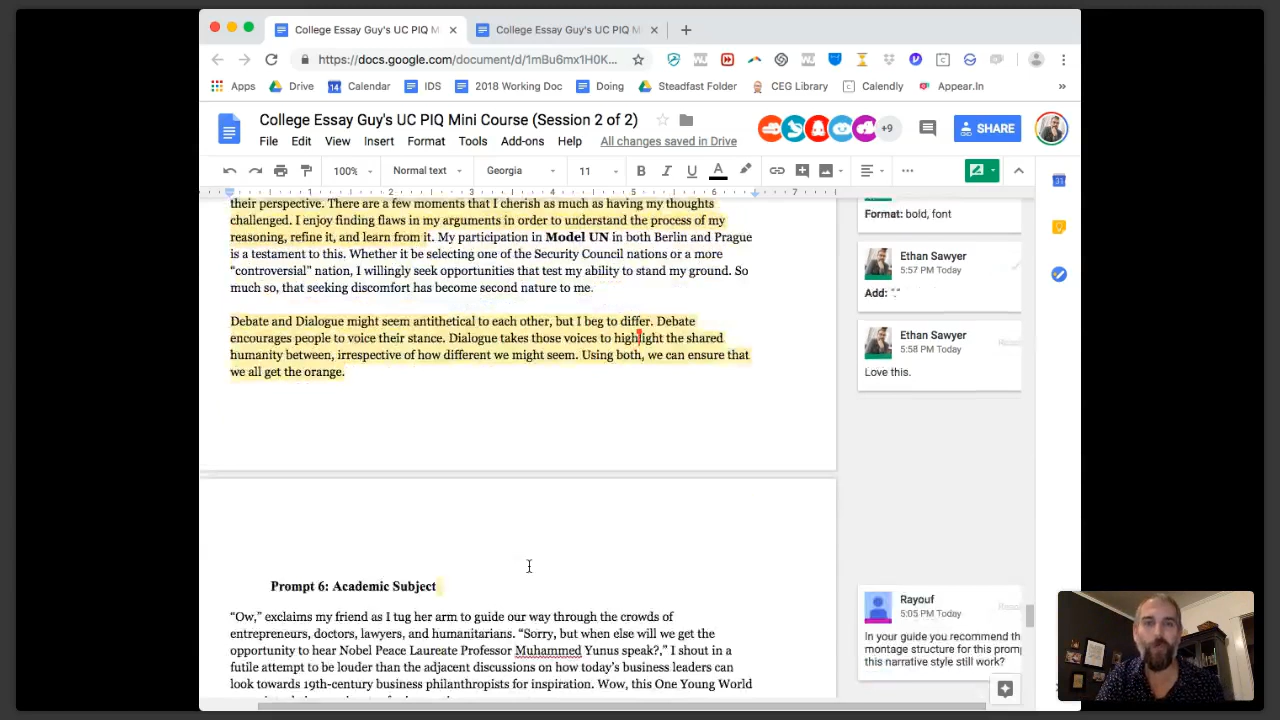 College Essay Guy's UC PIQ M
College Essay Guy's UC PIQ M
https://docs.google.com/document/d/1mBu6mx1H0K...
Apps
Drive
14
Calendar
IDS
2018 Working Doc
Doing
Steadfast Folder
CEG Library
Calendly
Appear.In
»
College Essay Guy's UC PIQ Mini Course (Session 2 of 2)
+9
SHARE
File Edit View Insert Format Tools Add-ons Help All changes saved in Drive
100% Normal text Georgia 11 B I U A
1 2 3 4 5 6 7
31
their perspective. There are a few moments that I cherish as much as having my thoughts
challenged. I enjoy finding flaws in my arguments in order to understand the process of my
reasoning, refine it, and learn from it. My participation in Model UN in both Berlin and Prague
is a testament to this. Whether it be selecting one of the Security Council nations or a more
“controversial” nation, I willingly seek opportunities that test my ability to stand my ground. So
much so, that seeking discomfort has become second nature to me.
Debate and Dialogue might seem antithetical to each other, but I beg to differ. Debate
encourages people to voice their stance. Dialogue takes those voices to highlight the shared
humanity between, irrespective of how different we might seem. Using both, we can ensure that
we all get the orange.
Format: bold, font
Ethan Sawyer
5:57 PM Today
Add: “.”
Ethan Sawyer
5:58 PM Today
Love this.
Prompt 6: Academic Subject
“Ow,” exclaims my friend as I tug her arm to guide our way through the crowds of
entrepreneurs, doctors, lawyers, and humanitarians. “Sorry, but when else will we get the
opportunity to hear Nobel Peace Laureate Professor Muhammed Yunus speak?,” I shout in a
futile attempt to be louder than the adjacent discussions on how today’s business leaders can
look towards 19th-century business philanthropists for inspiration. Wow, this One Young World
Rayouf
5:05 PM Today
In your guide you recommend th
montage structure for this promp
this narrative style still work?